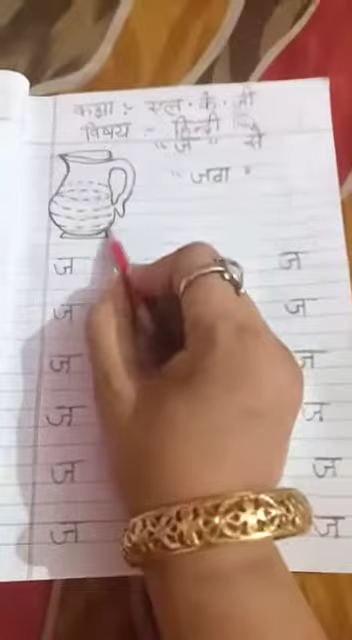 कक्षा :- एल. के. जी
विषय :- हिन्दी
"ज" से
"जग"
ज ज
ज ज
ज ज
ज ज
ज ज
ज ज